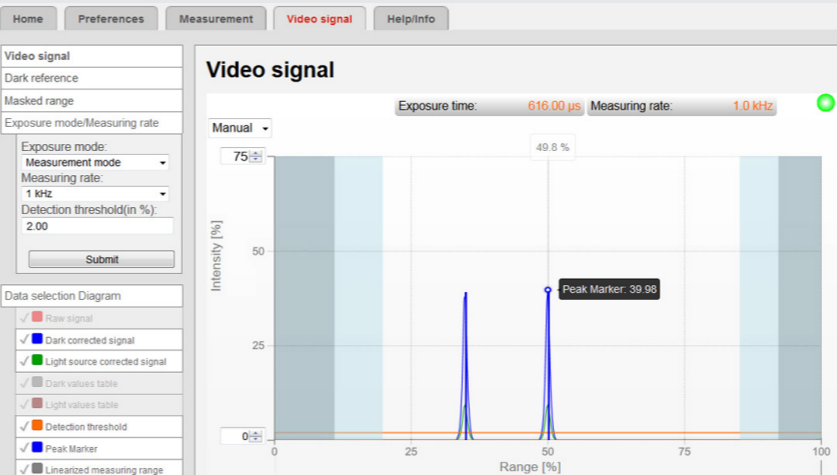 Home Preferences Measurement Video signal Help/Info
Video signal
Dark reference
Masked range
Exposure mode/Measuring rate
Exposure mode:
Measurement mode
Measuring rate:
1 kHz
Detection threshold(in %):
2.00
Submit
Data selection Diagram
Raw signal
Dark corrected signal
Light source corrected signal
Dark values table
Light values table
Detection threshold
Peak Marker
Linearized measuring range
Video signal
Exposure time: 616.00 µs Measuring rate: 1.0 kHz
Manual
49.8 %
75
50
25
0
Intensity [%]
Peak Marker: 39.98
0 25 50 75 100
Range [%]